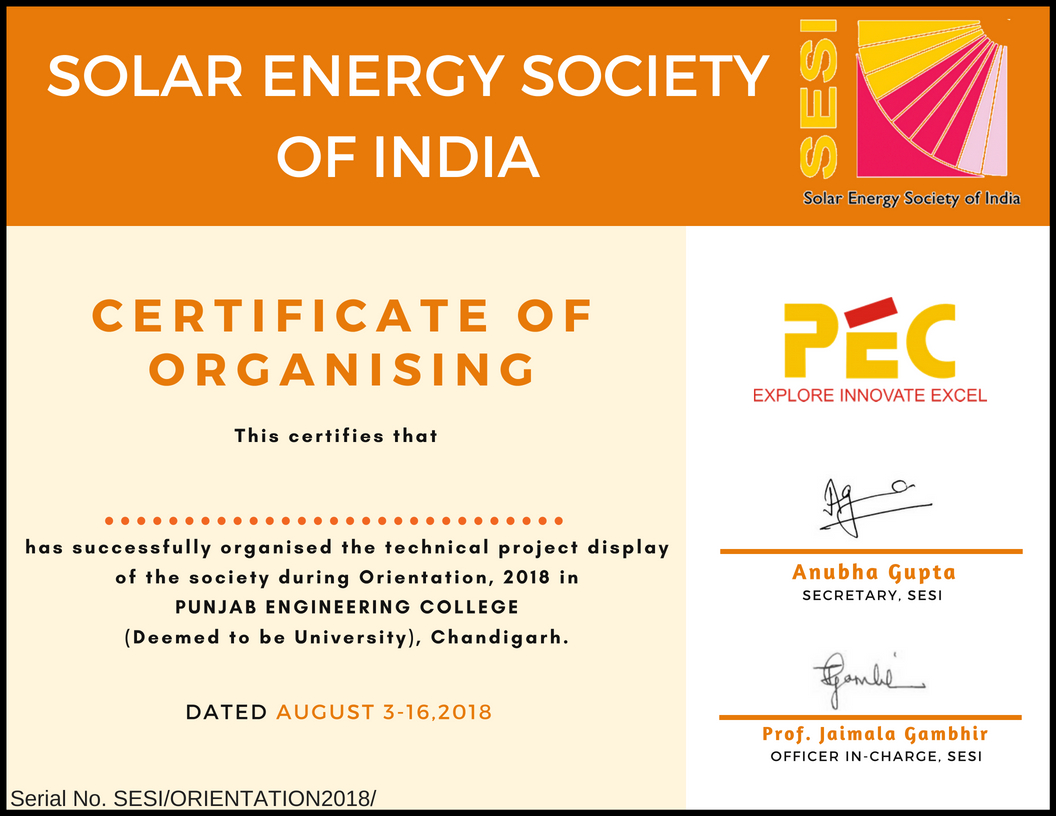 SOLAR ENERGY SOCIETY
OF INDIA
SESI
Solar Energy Society of India
CERTIFICATE OF
ORGANISING
This certifies that
has successfully organised the technical project display
of the society during Orientation, 2018 in
PUNJAB ENGINEERING COLLEGE
(Deemed to be University), Chandigarh.
DATED AUGUST 3-16,2018
Serial No. SESI/ORIENTATION2018/
PEC
EXPLORE INNOVATE EXCEL
Anubha Gupta
SECRETARY, SESI
Prof. Jaimala Gambhir
OFFICER IN-CHARGE, SESI